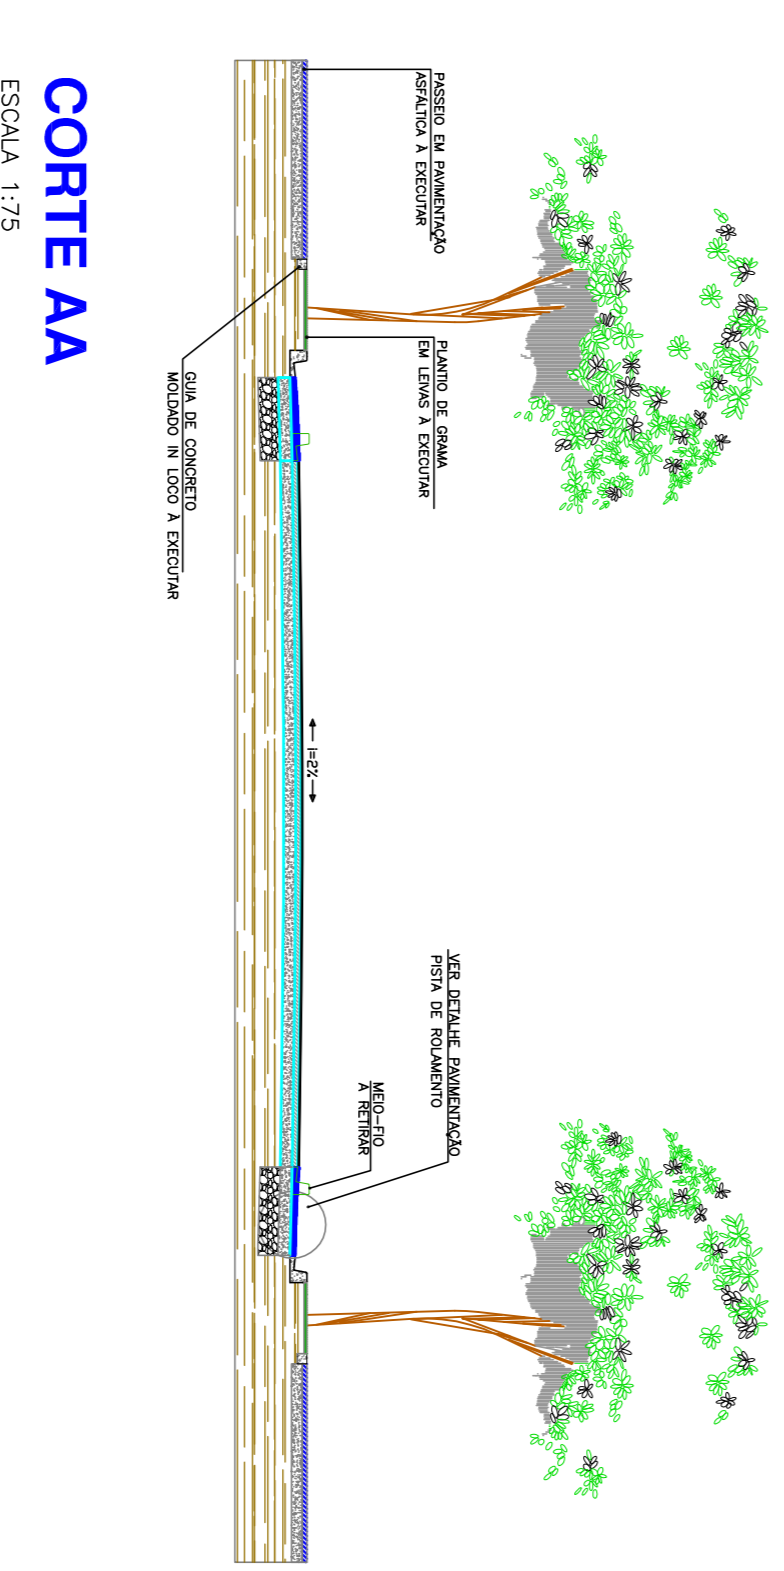 PASSEIO EM PAVIMENTAÇÃO
ASFÁLTICA À EXECUTAR
PLANTIO DE GRAMA
EM LEIVAS À EXECUTAR
GUIA DE CONCRETO
MOLDADO IN LOCO À EXECUTAR
i=2%
VER DETALHE PAVIMENTAÇÃO
PISTA DE ROLAMENTO
MEIO-FIO
À RETIRAR
CORTE AA
ESCALA 1:75